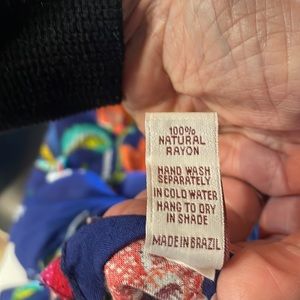 100%
NATURAL
RAYON
HAND WASH
SEPARATELY
IN COLD WATER
HANG TO DRY
IN SHADE
MADE IN BRAZIL